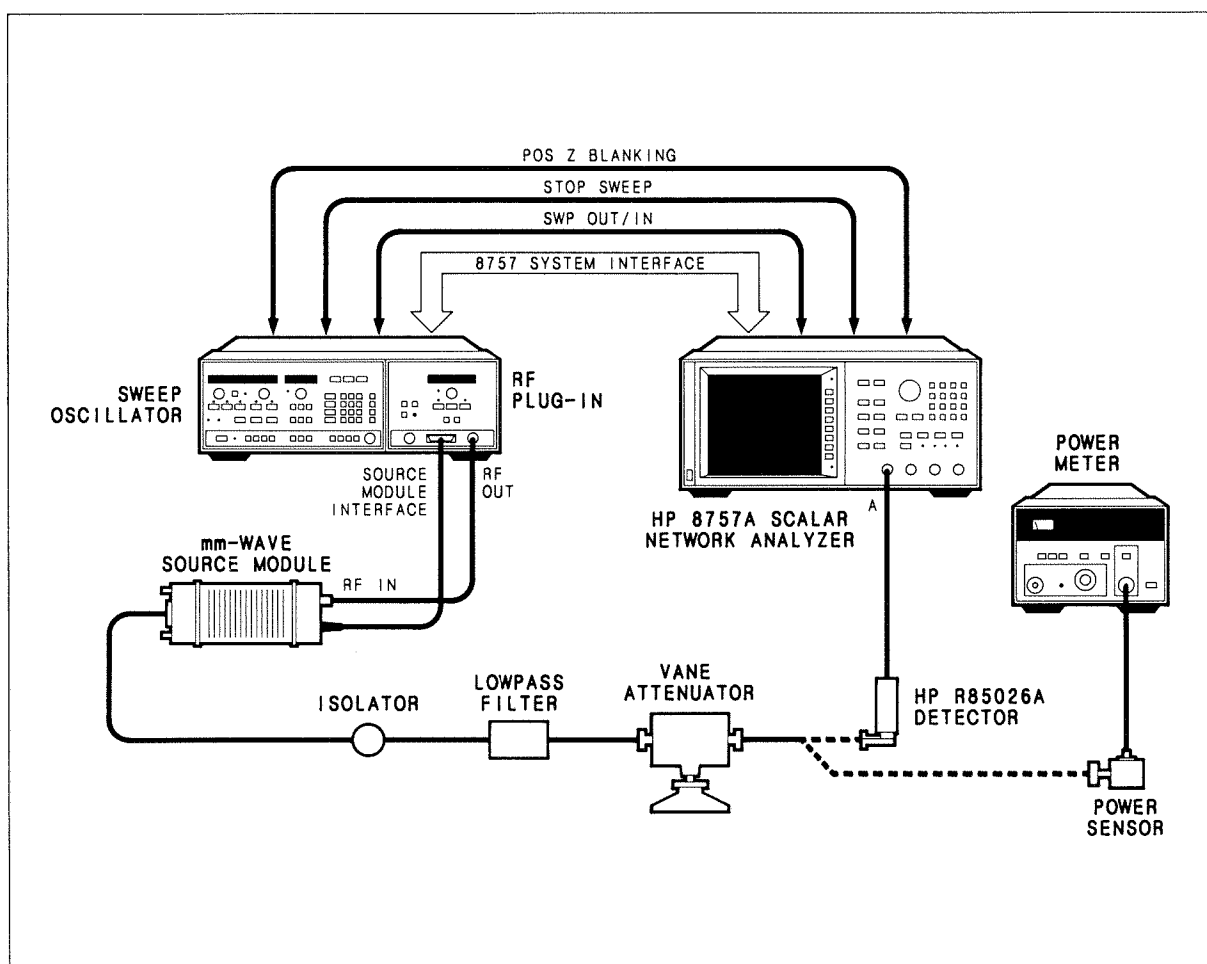 POS Z BLANKING
STOP SWEEP
SWP OUT/IN
8757 SYSTEM INTERFACE
SWEEP
OSCILLATOR
RF
PLUG-IN
SOURCE
MODULE
INTERFACE
RF
OUT
A
HP 8757A SCALAR
NETWORK ANALYZER
POWER
METER
mm-WAVE
SOURCE MODULE
RF IN
ISOLATOR
LOWPASS
FILTER
VANE
ATTENUATOR
HP R85026A
DETECTOR
POWER
SENSOR